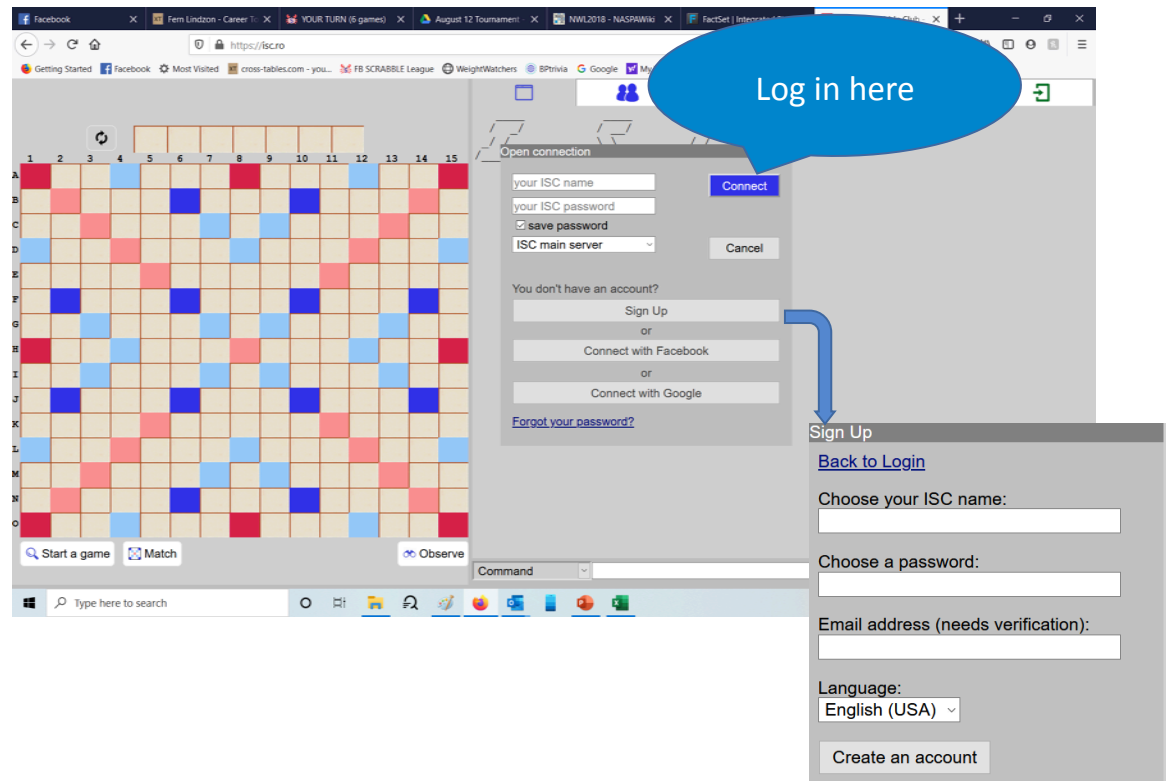 Facebook
Fern Lindzon - Career To
YOUR TURN (6 games)
August 12 Tournament -
NWL2018 - NASPAWiki
FactSet | Integrated
Club -
https://isc.ro
Getting Started Facebook Most Visited cross-tables.com - you... FB SCRABBLE League WeightWatchers BPtrivia Google My
Log in here
Open connection
your ISC name
Connect
your ISC password
save password
ISC main server
Cancel
You don't have an account?
Sign Up
or
Connect with Facebook
or
Connect with Google
Forgot your password?
1 2 3 4 5 6 7 8 9 10 11 12 13 14 15
A
B
C
D
E
F
G
H
I
J
K
L
M
N
O
Start a game Match Observe
Command
Type here to search
Sign Up
Back to Login
Choose your ISC name:
Choose a password:
Email address (needs verification):
Language:
English (USA)
Create an account